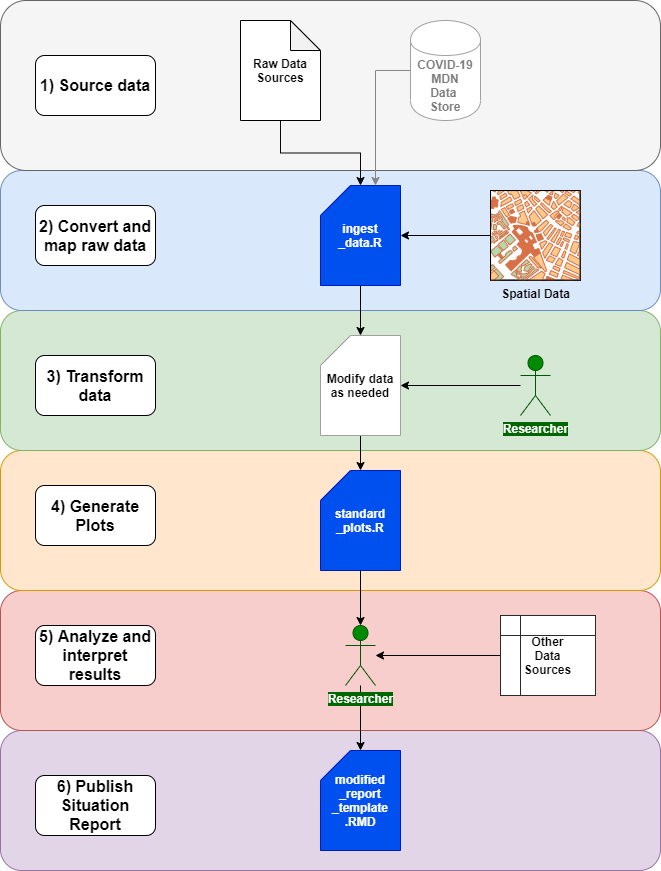 1) Source data
Raw Data
Sources
COVID-19
MDN
Data
Store
2) Convert and
map raw data
ingest
_data.R
Spatial Data
3) Transform
data
Modify data
as needed
Researcher
4) Generate
Plots
standard
_plots.R
5) Analyze and
interpret
results
Researcher
Other
Data
Sources
6) Publish
Situation
Report
modified
_report
_template
.RMD